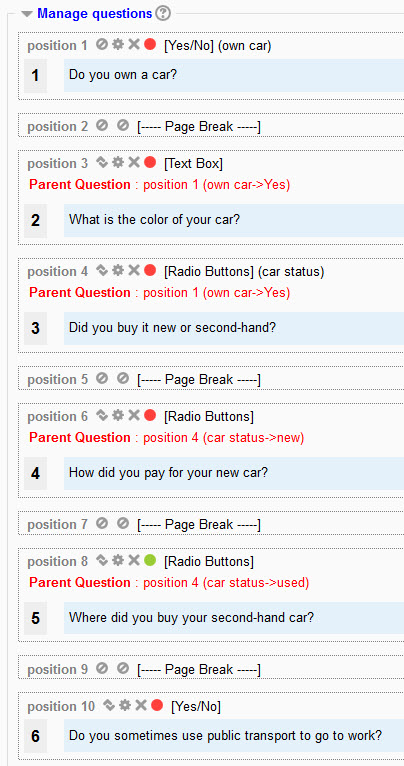 Manage questions
position 1 [Yes/No] (own car)
1 Do you own a car?
position 2 [----- Page Break -----]
position 3 [Text Box]
Parent Question : position 1 (own car->Yes)
2 What is the color of your car?
position 4 [Radio Buttons] (car status)
Parent Question : position 1 (own car->Yes)
3 Did you buy it new or second-hand?
position 5 [----- Page Break -----]
position 6 [Radio Buttons]
Parent Question : position 4 (car status->new)
4 How did you pay for your new car?
position 7 [----- Page Break -----]
position 8 [Radio Buttons]
Parent Question : position 4 (car status->used)
5 Where did you buy your second-hand car?
position 9 [----- Page Break -----]
position 10 [Yes/No]
6 Do you sometimes use public transport to go to work?